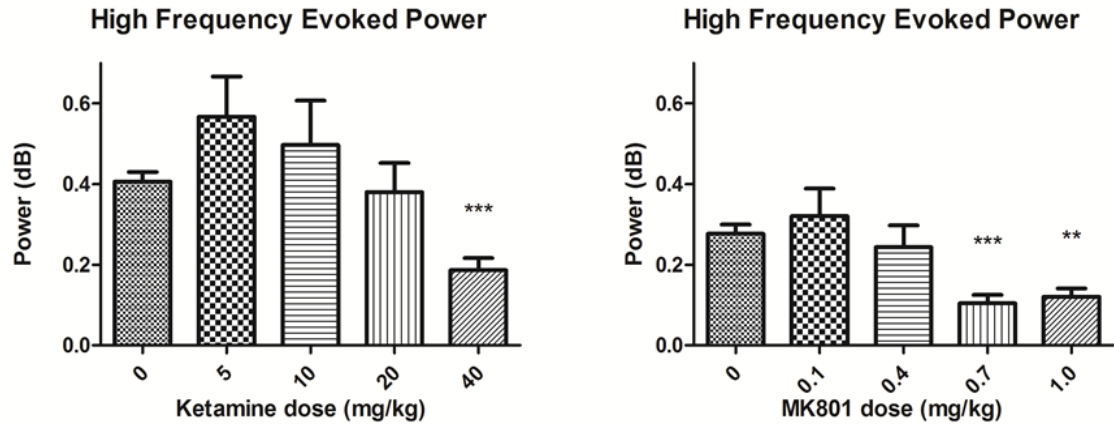 High Frequency Evoked Power
0.6
0.4
0.2
0.0
Power (dB)
***
0 5 10 20 40
Ketamine dose (mg/kg)
High Frequency Evoked Power
0.6
0.4
0.2
0.0
Power (dB)
*** **
0 0.1 0.4 0.7 1.0
MK801 dose (mg/kg)